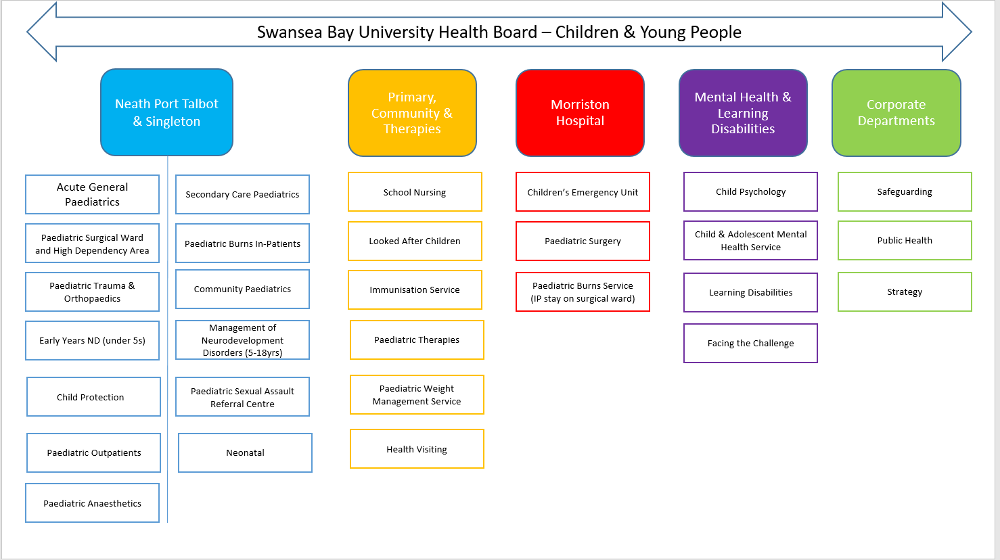 Swansea Bay University Health Board – Children & Young People
Neath Port Talbot
& Singleton
Primary,
Community &
Therapies
Morriston
Hospital
Mental Health &
Learning
Disabilities
Corporate
Departments
Acute General
Paediatrics
Paediatric Surgical Ward
and High Dependency Area
Paediatric Trauma &
Orthopaedics
Early Years ND (under 5s)
Child Protection
Paediatric Outpatients
Paediatric Anaesthetics
Secondary Care Paediatrics
Paediatric Burns In-Patients
Community Paediatrics
Management of
Neurodevelopment
Disorders (5-18yrs)
Paediatric Sexual Assault
Referral Centre
Neonatal
School Nursing
Looked After Children
Immunisation Service
Paediatric Therapies
Paediatric Weight
Management Service
Health Visiting
Children’s Emergency Unit
Paediatric Surgery
Paediatric Burns Service
(IP stay on surgical ward)
Child Psychology
Child & Adolescent Mental
Health Service
Learning Disabilities
Facing the Challenge
Safeguarding
Public Health
Strategy